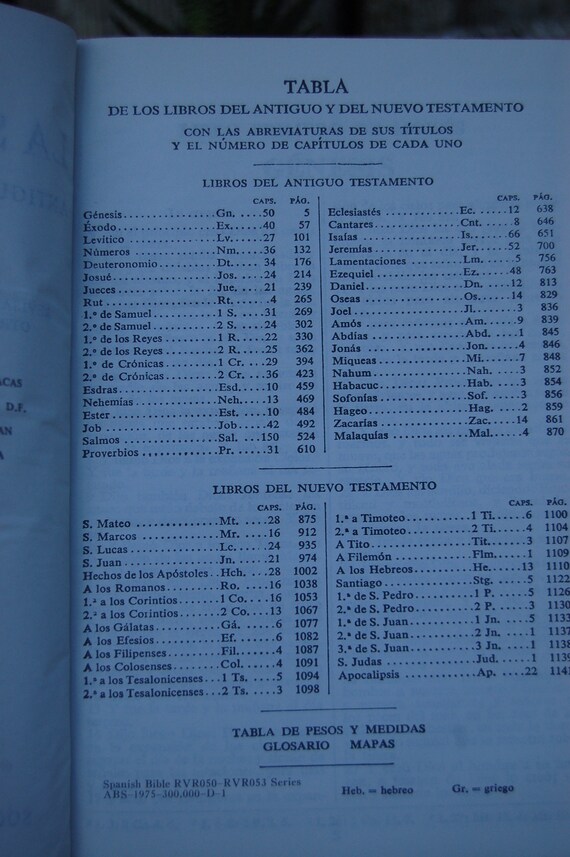 TABLA
DE LOS LIBROS DEL ANTIGUO Y DEL NUEVO TESTAMENTO
CON LAS ABREVIATURAS DE SUS TÍTULOS
Y EL NÚMERO DE CAPÍTULOS DE CADA UNO
LIBROS DEL ANTIGUO TESTAMENTO
CAPS. PÁG.
Génesis Gn. 50 5
Éxodo Ex. 40 57
Levítico Lv. 27 101
Números Nm. 36 132
Deuteronomio Dt. 34 176
Josué Jos. 24 214
Jueces Jue. 21 239
Rut Rt. 4 265
1.º de Samuel 1 S. 31 269
2.º de Samuel 2 S. 24 302
1.º de los Reyes 1 R. 22 330
2.º de los Reyes 2 R. 25 362
1.º de Crónicas 1 Cr. 29 394
2.º de Crónicas 2 Cr. 36 423
Esdras Esd. 10 459
Nehemías Neh. 13 469
Ester Est. 10 484
Job Job 42 492
Salmos Sal. 150 524
Proverbios Pr. 31 610
CAPS. PÁG.
Eclesiastés Ec. 12 638
Cantares Cnt. 8 646
Isaías Is. 66 651
Jeremías Jer. 52 700
Lamentaciones Lm. 5 756
Ezequiel Ez. 48 763
Daniel Dn. 12 813
Oseas Os. 14 829
Joel Jl. 3 836
Amós Am. 9 839
Abdías Abd. 1 845
Jonás Jon. 4 846
Miqueas Mi. 7 848
Nahum Nah. 3 852
Habacuc Hab. 3 854
Sofonías Sof. 3 856
Hageo Hag. 2 859
Zacarías Zac. 14 861
Malaquías Mal. 4 870
LIBROS DEL NUEVO TESTAMENTO
CAPS. PÁG.
S. Mateo Mt. 28 875
S. Marcos Mr. 16 912
S. Lucas Lc. 24 935
S. Juan Jn. 21 974
Hechos de los Apóstoles Hch. 28 1002
A los Romanos Ro. 16 1038
1.ª a los Corintios 1 Co. 16 1053
2.ª a los Corintios 2 Co. 13 1067
A los Gálatas Gá. 6 1077
A los Efesios Ef. 6 1082
A los Filipenses Fil. 4 1087
A los Colosenses Col. 4 1091
1.ª a los Tesalonicenses 1 Ts. 5 1094
2.ª a los Tesalonicenses 2 Ts. 3 1098
CAPS. PÁG.
1.ª a Timoteo 1 Ti. 6 1100
2.ª a Timoteo 2 Ti. 4 1104
A Tito Tit. 3 1107
A Filemón Flm. 1 1109
A los Hebreos He. 13 1110
Santiago Stg. 5 1122
1.ª de S. Pedro 1 P. 5 1126
2.ª de S. Pedro 2 P. 3 1130
1.ª de S. Juan 1 Jn. 5 1133
2.ª de S. Juan 2 Jn. 1 1137
3.ª de S. Juan 3 Jn. 1 1138
S. Judas Jud. 1 1139
Apocalipsis Ap. 22 1141
TABLA DE PESOS Y MEDIDAS
GLOSARIO MAPAS
Spanish Bible RVR050-RVR053 Series
ABS-1975-300,000-D-1
Heb. = hebreo Gr. = griego
ACAS
D.F.
AN
A